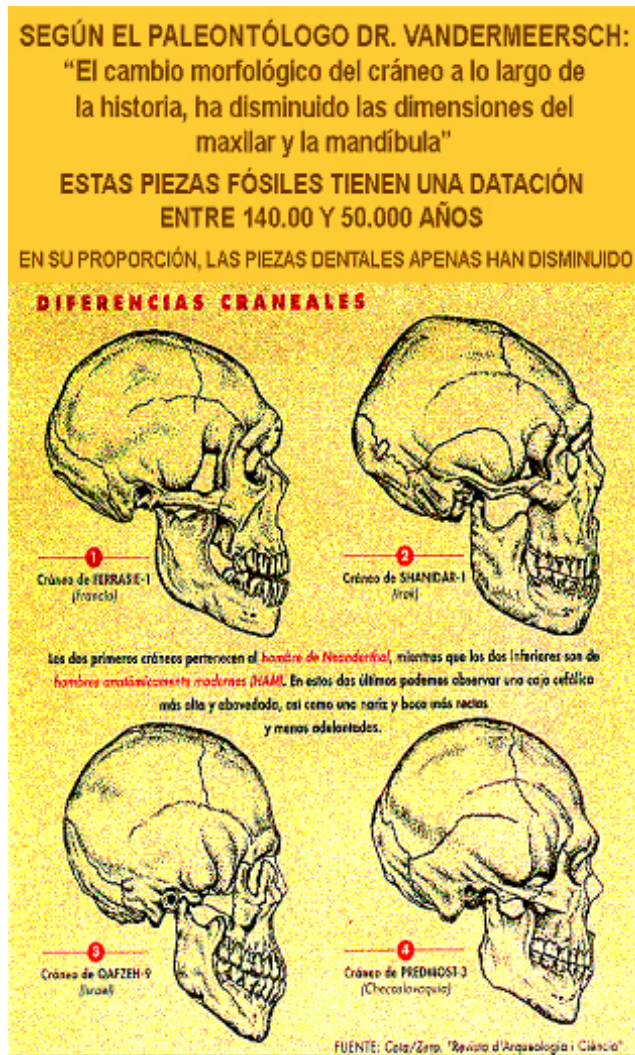 SEGÚN EL PALEONTÓLOGO DR. VANDERMEERSCH:
“El cambio morfológico del cráneo a lo largo de
la historia, ha disminuido las dimensiones del
maxilar y la mandíbula”
ESTAS PIEZAS FÓSILES TIENEN UNA DATACIÓN
ENTRE 140.00 Y 50.000 AÑOS
EN SU PROPORCIÓN, LAS PIEZAS DENTALES APENAS HAN DISMINUIDO
DIFERENCIAS CRANEALES
1
Cráneo de FERRASIE-1
(Francia)
2
Cráneo de SHANIDAR-1
(Irak)
Los dos primeros cráneos pertenecen al hombre de Neanderthal, mientras que los dos inferiores son de
hombres anatómicamente modernos (HAM). En estos dos últimos podemos observar una caja cefálica
más alta y abovedada, así como una nariz y boca más rectas
y menos adelantadas.
3
Cráneo de QAFZEH-9
(Israel)
4
Cráneo de PREDMOST-3
(Checoslovaquia)
FUENTE: Cota/Zero. "Revista d'Arqueologia i Ciència"